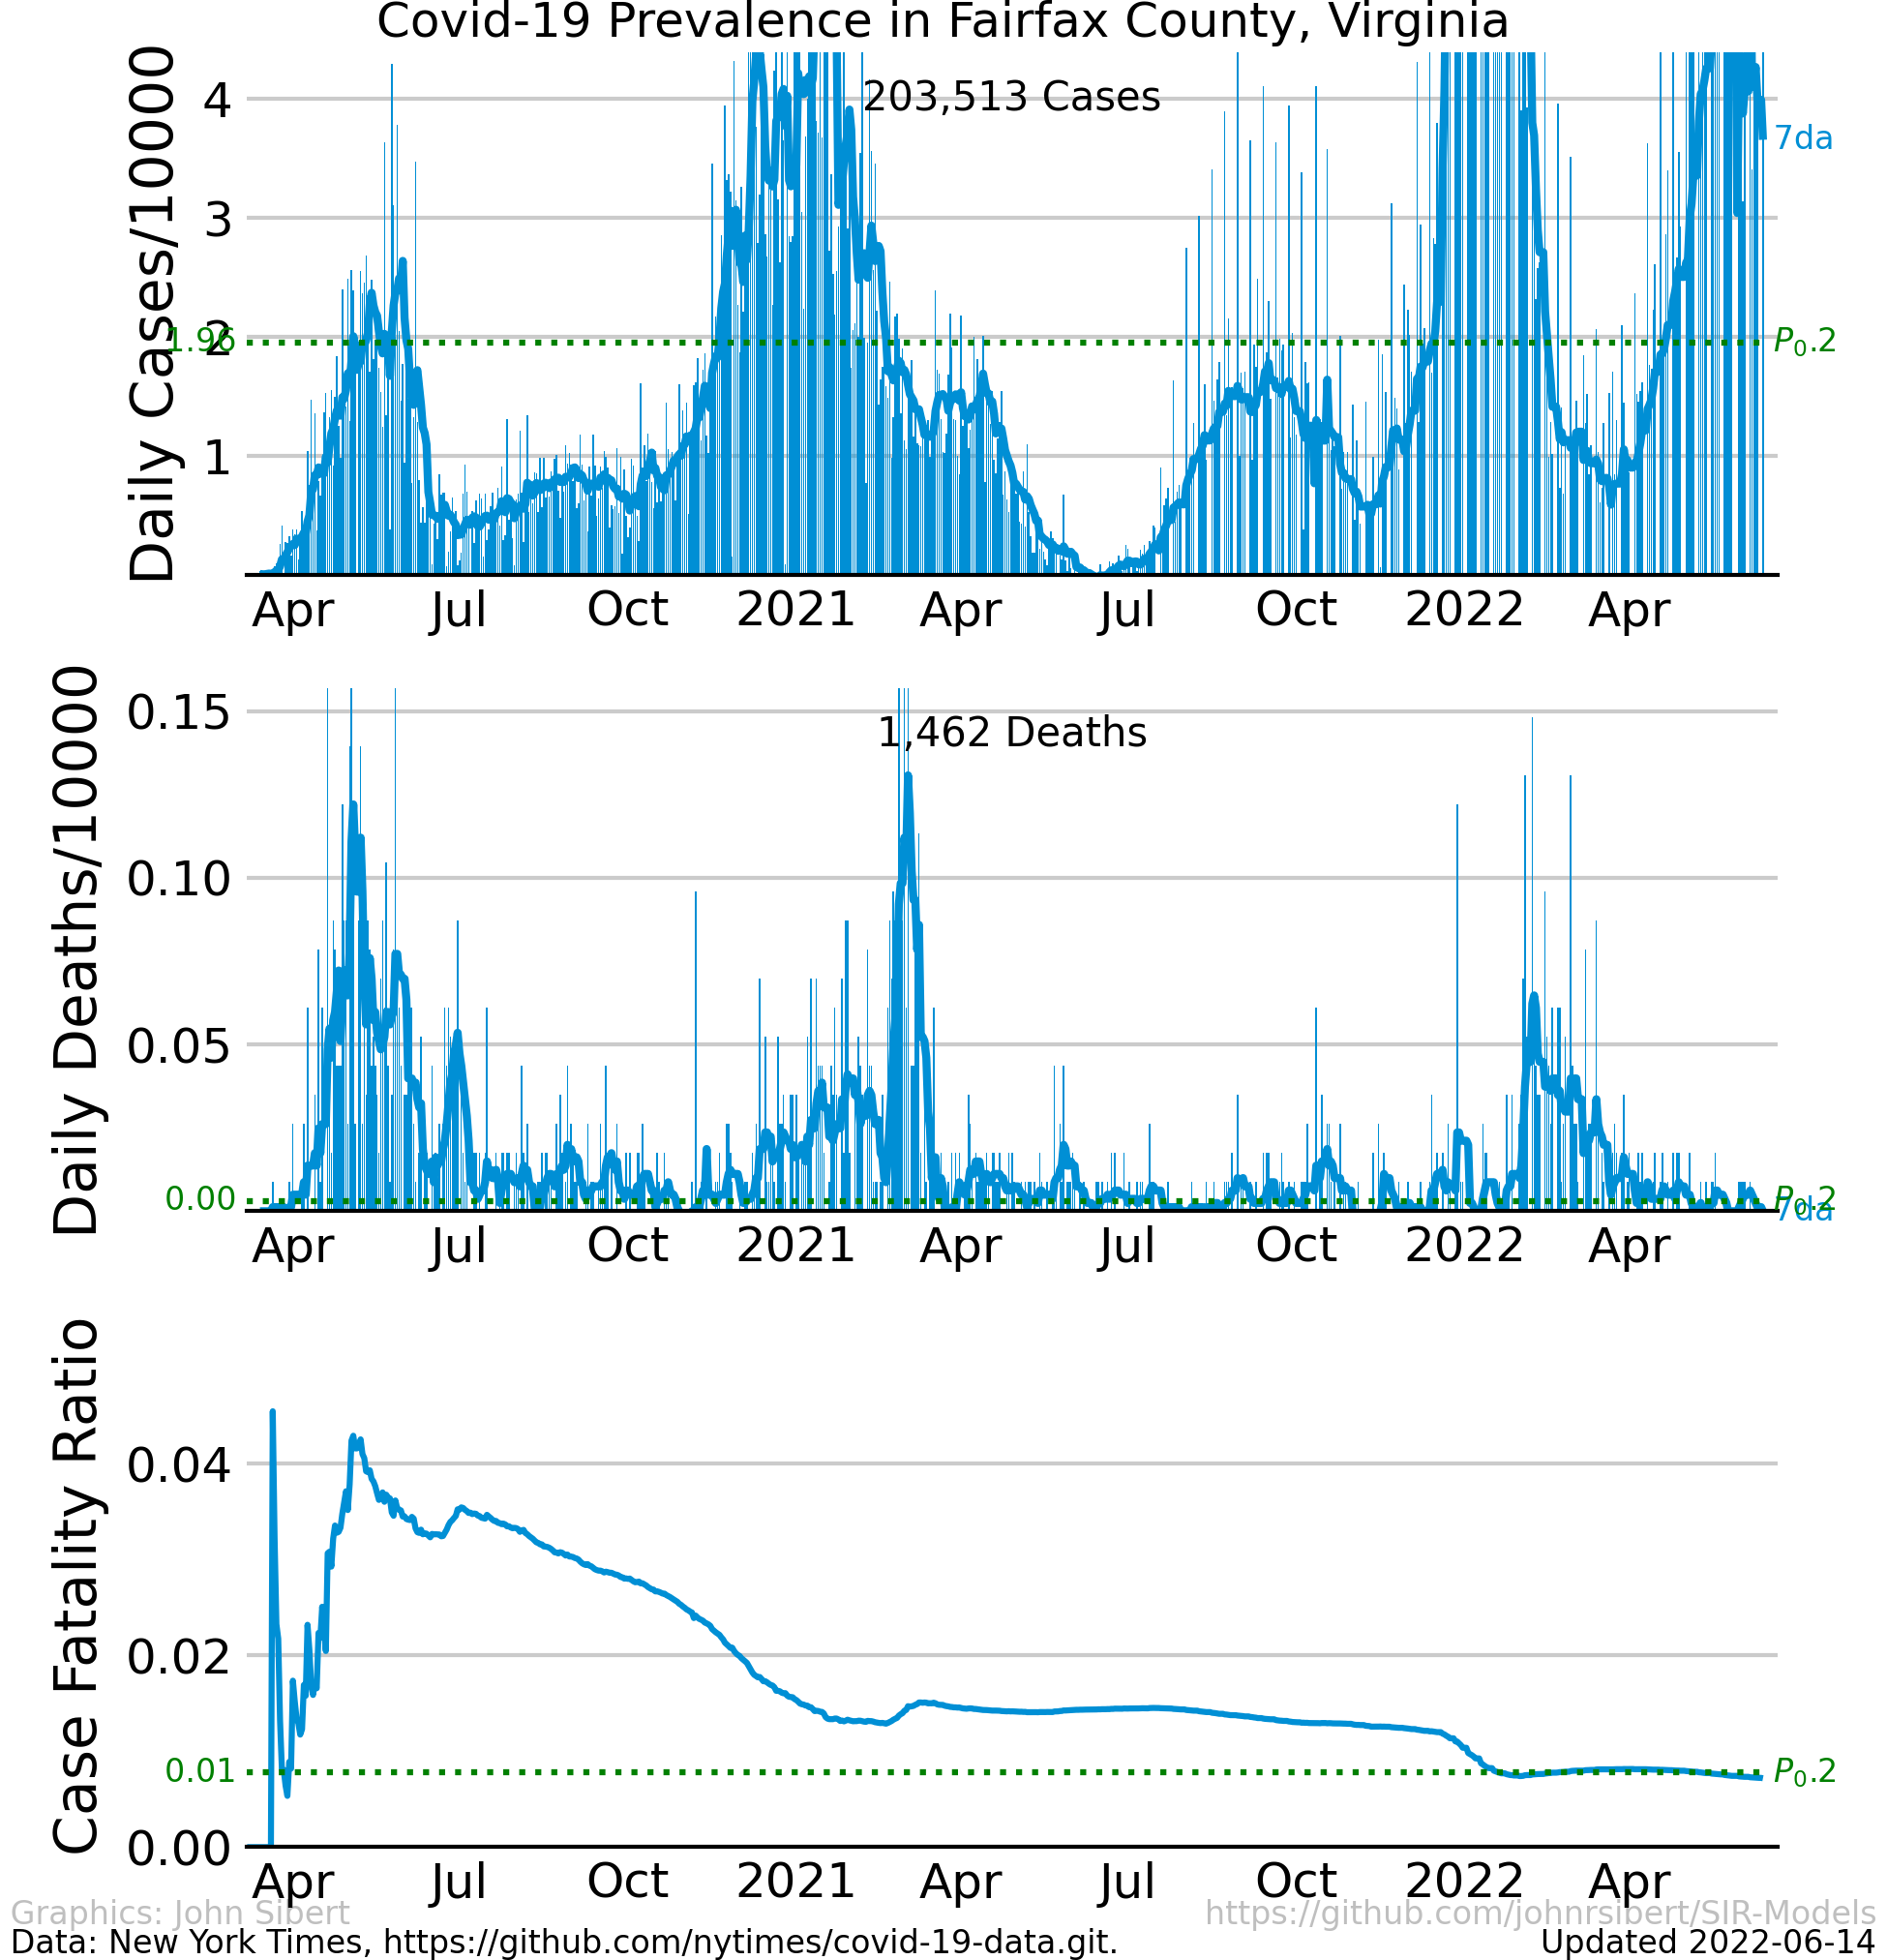 Covid-19 Prevalence in Fairfax County, Virginia
Daily Cases/10000
4
3
2
1
1.96
203,513 Cases
7da
P0.2
Apr Jul Oct 2021 Apr Jul Oct 2022 Apr
Daily Deaths/10000
0.15
0.10
0.05
0.00
1,462 Deaths
P0.2
7da
Apr Jul Oct 2021 Apr Jul Oct 2022 Apr
Case Fatality Ratio
0.04
0.02
0.01
0.00
P0.2
Apr Jul Oct 2021 Apr Jul Oct 2022 Apr
Graphics: John Sibert https://github.com/johnrsibert/SIR-Models
Data: New York Times, https://github.com/nytimes/covid-19-data.git. Updated 2022-06-14